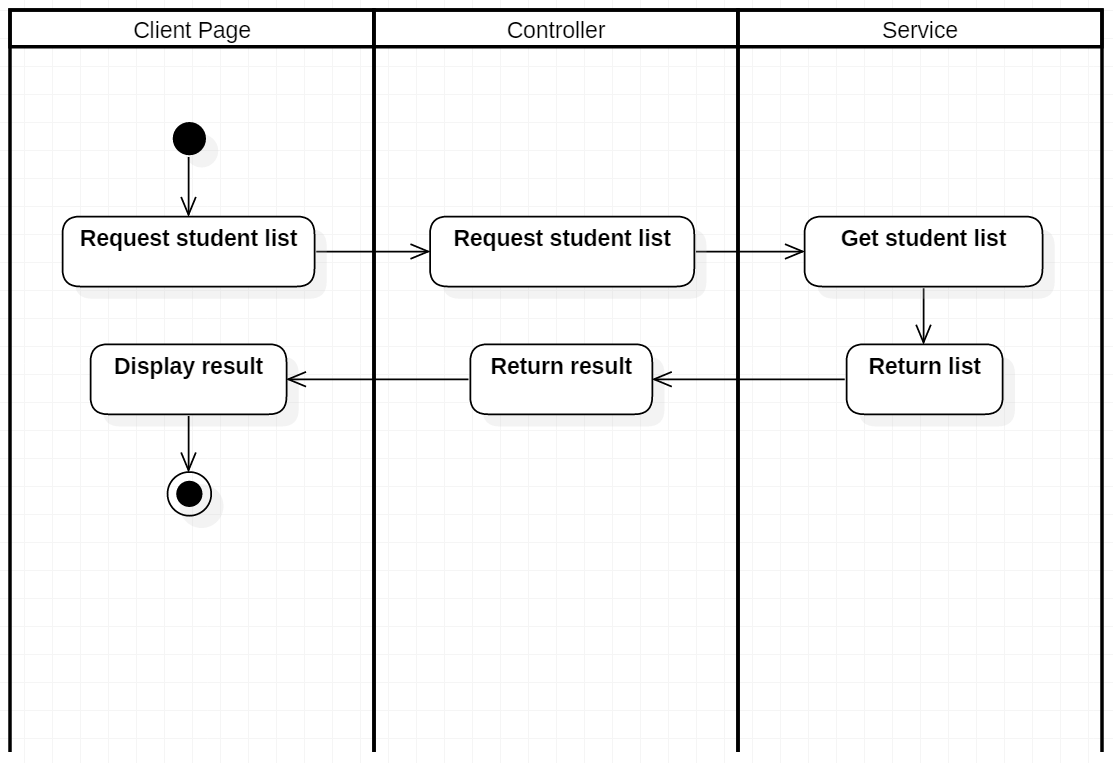 Client Page
Controller
Service
Request student list
Request student list
Get student list
Display result
Return result
Return list